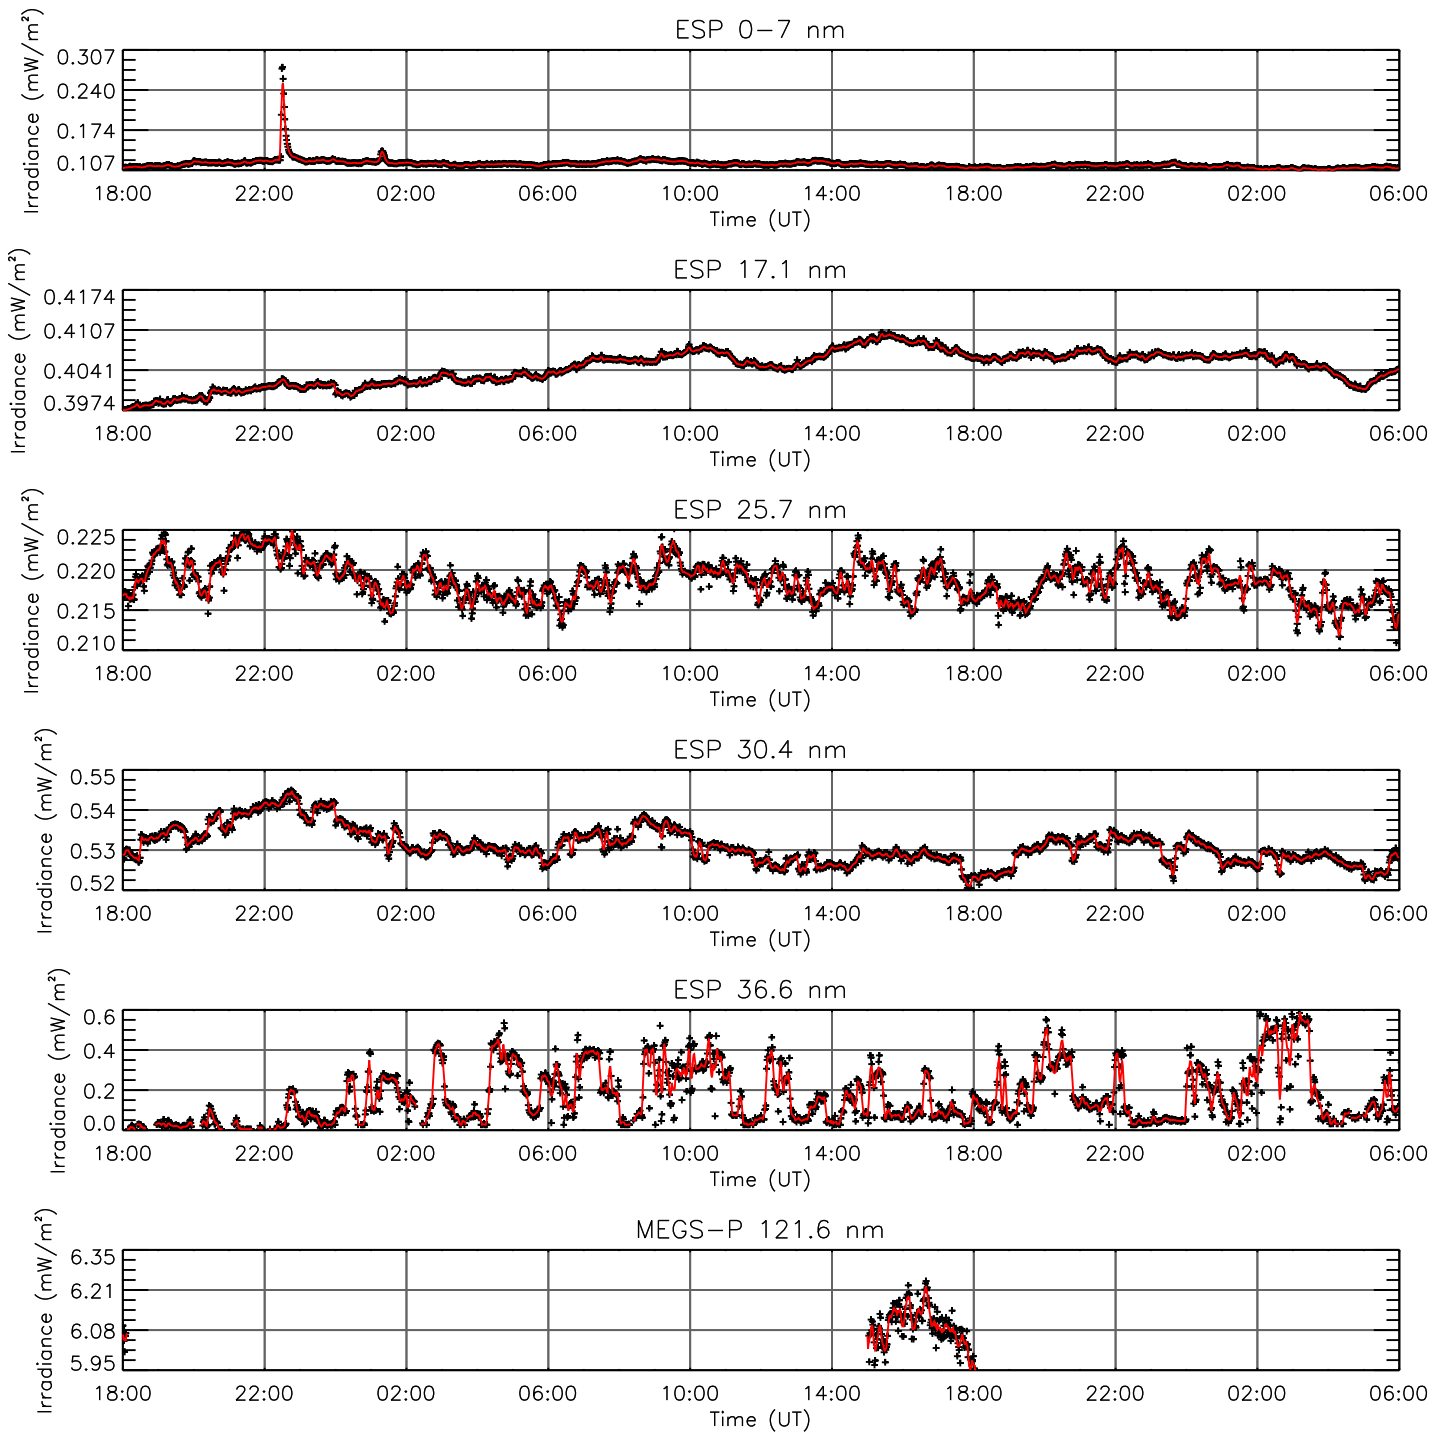 ESP 0-7 nm
Irradiance (mW/m²)
0.307
0.240
0.174
0.107
18:00 22:00 02:00 06:00 10:00 14:00 18:00 22:00 02:00 06:00
Time (UT)
ESP 17.1 nm
Irradiance (mW/m²)
0.4174
0.4107
0.4041
0.3974
18:00 22:00 02:00 06:00 10:00 14:00 18:00 22:00 02:00 06:00
Time (UT)
ESP 25.7 nm
Irradiance (mW/m²)
0.225
0.220
0.215
0.210
18:00 22:00 02:00 06:00 10:00 14:00 18:00 22:00 02:00 06:00
Time (UT)
ESP 30.4 nm
Irradiance (mW/m²)
0.55
0.54
0.53
0.52
18:00 22:00 02:00 06:00 10:00 14:00 18:00 22:00 02:00 06:00
Time (UT)
ESP 36.6 nm
Irradiance (mW/m²)
0.6
0.4
0.2
0.0
18:00 22:00 02:00 06:00 10:00 14:00 18:00 22:00 02:00 06:00
Time (UT)
MEGS-P 121.6 nm
Irradiance (mW/m²)
6.35
6.21
6.08
5.95
18:00 22:00 02:00 06:00 10:00 14:00 18:00 22:00 02:00 06:00
Time (UT)